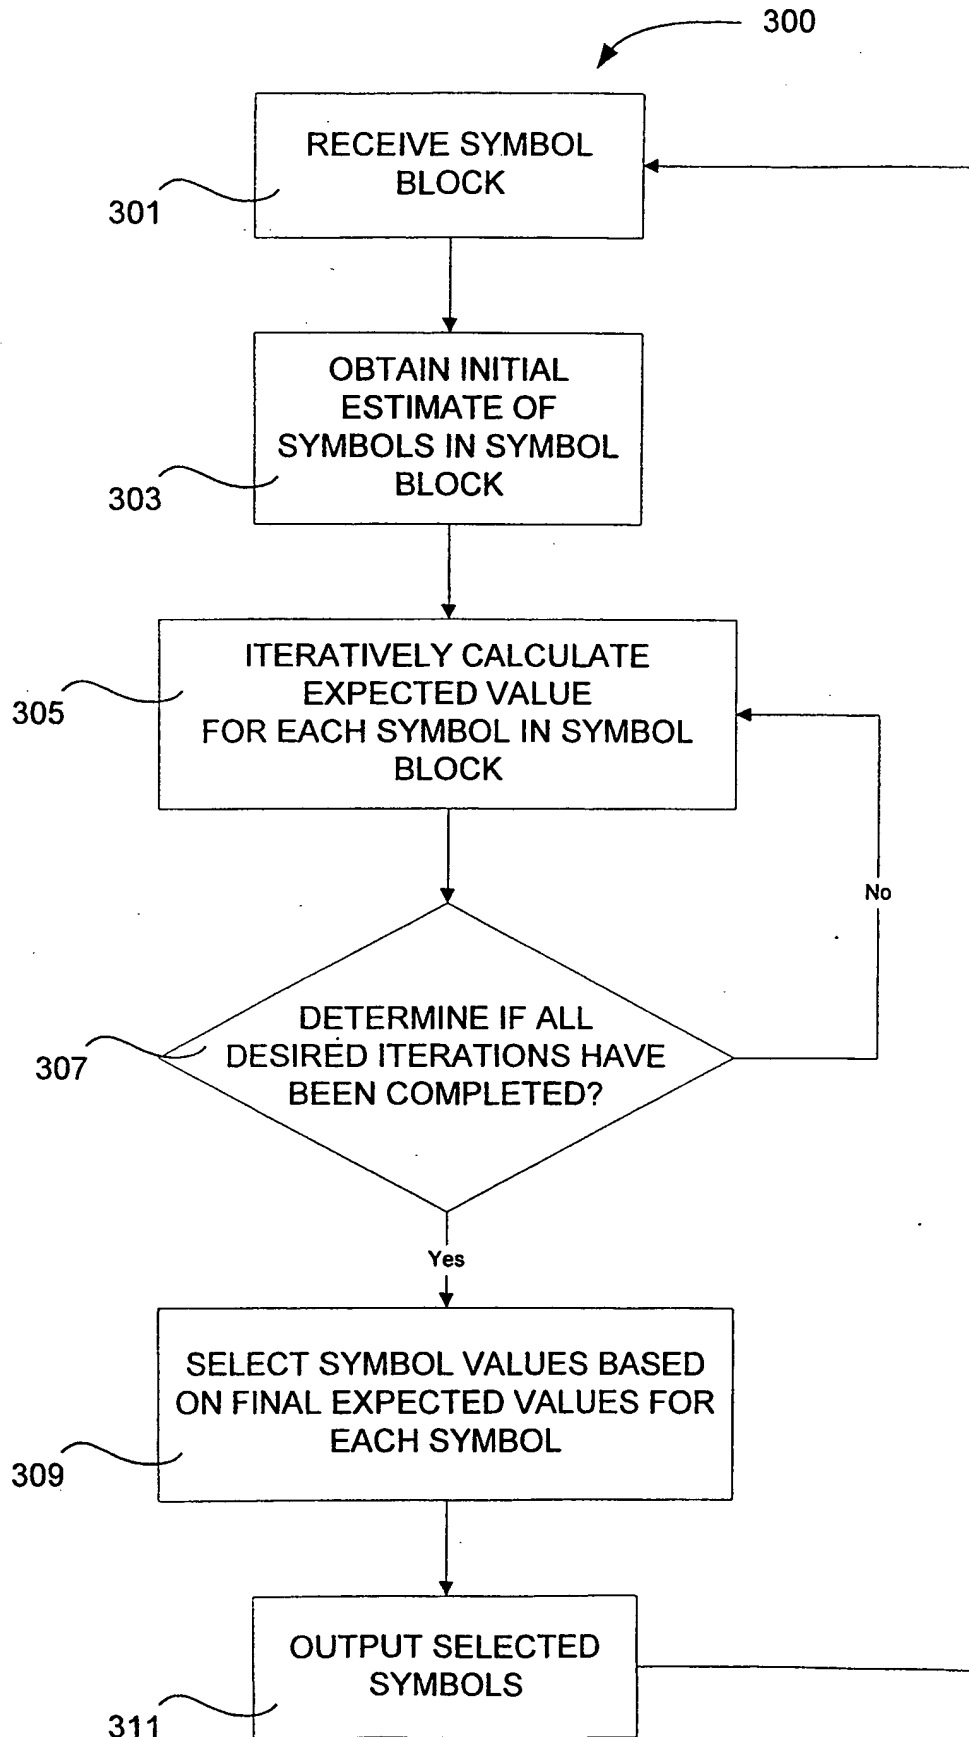 300
RECEIVE SYMBOL
BLOCK
301
OBTAIN INITIAL
ESTIMATE OF
SYMBOLS IN SYMBOL
BLOCK
303
ITERATIVELY CALCULATE
EXPECTED VALUE
FOR EACH SYMBOL IN SYMBOL
BLOCK
305
No
DETERMINE IF ALL
DESIRED ITERATIONS HAVE
BEEN COMPLETED?
307
Yes
SELECT SYMBOL VALUES BASED
ON FINAL EXPECTED VALUES FOR
EACH SYMBOL
309
OUTPUT SELECTED
SYMBOLS
311